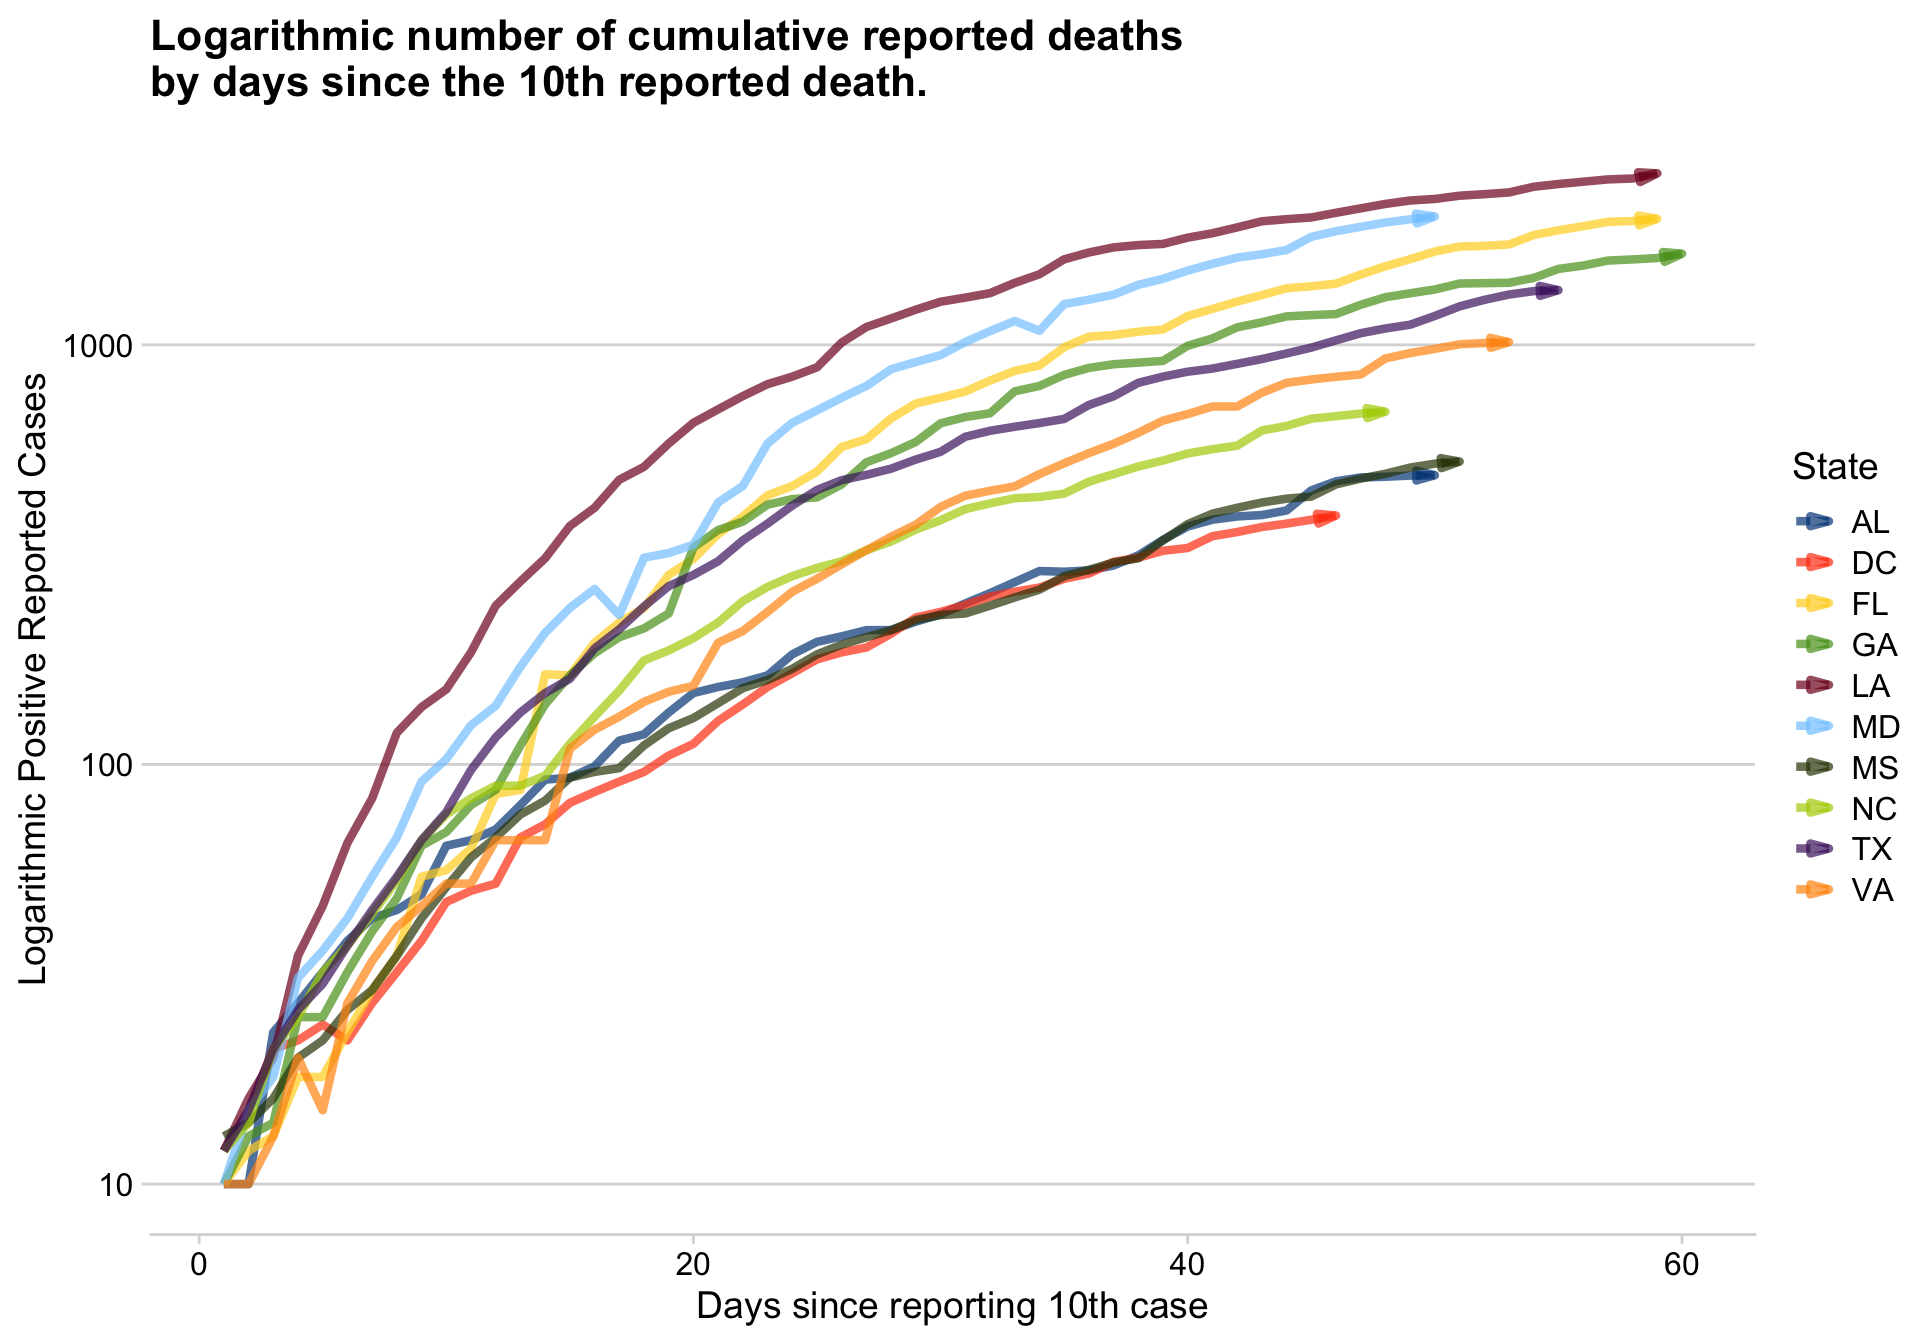 Logarithmic number of cumulative reported deaths
by days since the 10th reported death.
Logarithmic Positive Reported Cases
1000
100
10
0
20
40
60
Days since reporting 10th case
State
AL
DC
FL
GA
LA
MD
MS
NC
TX
VA